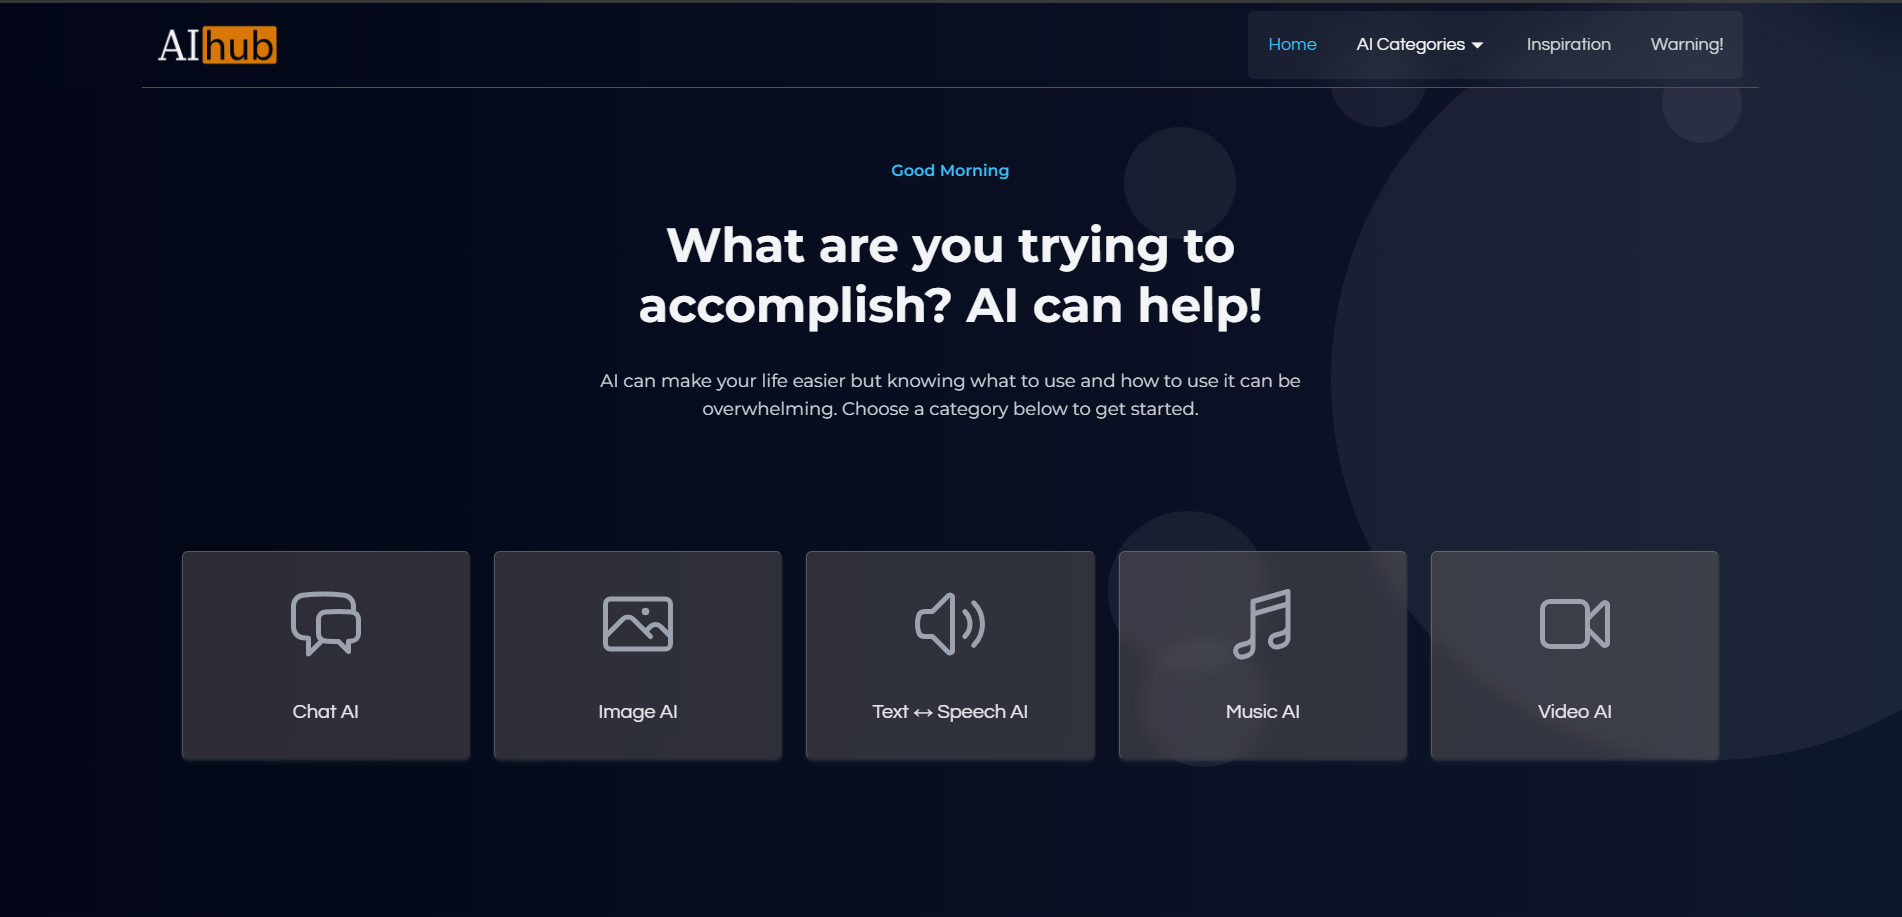 AIhub
Home
AI Categories
Inspiration
Warning!
Good Morning
What are you trying to
accomplish? AI can help!
AI can make your life easier but knowing what to use and how to use it can be
overwhelming. Choose a category below to get started.
Chat AI
Image AI
Text ↔ Speech AI
Music AI
Video AI